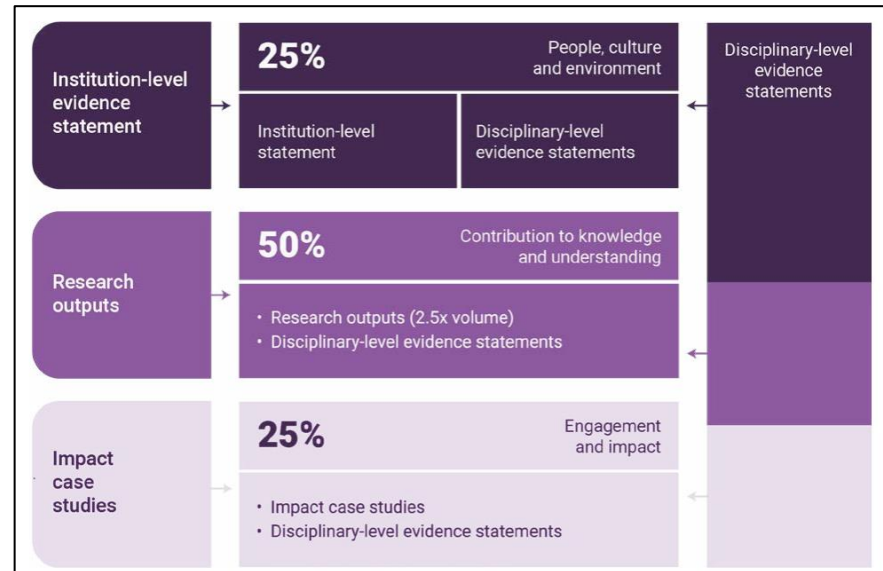 Institution-level
evidence
statement
25%
People, culture
and environment
Institution-level
statement
Disciplinary-level
evidence statements
Disciplinary-level
evidence
statements
Research
outputs
50%
Contribution to knowledge
and understanding
• Research outputs (2.5x volume)
• Disciplinary-level evidence statements
Impact
case
studies
25%
Engagement
and impact
• Impact case studies
• Disciplinary-level evidence statements